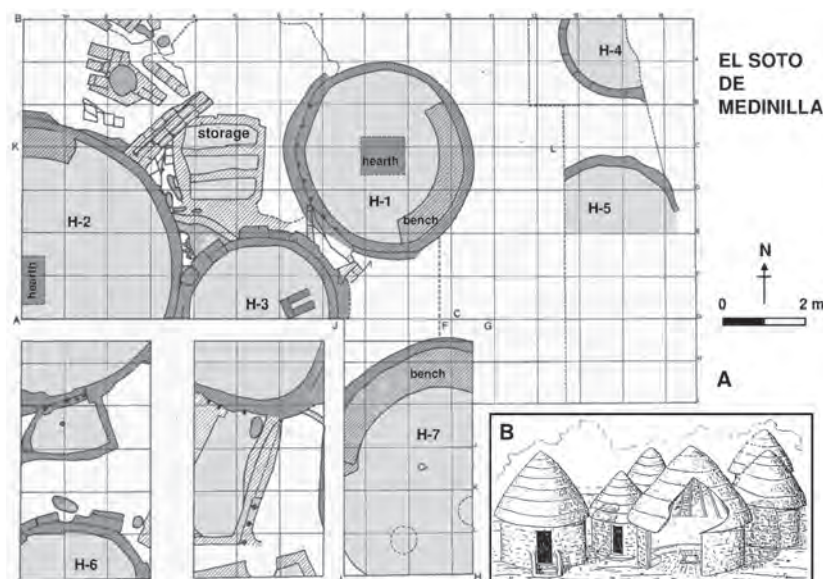 EL SOTO
DE
MEDINILLA
B
H-4
storage
K
hearth
L
H-2
H-1
H-5
bench
hearth
H-3
N
0 2 m
A
J
C
F
G
A
bench
B
H-7
H-6
H